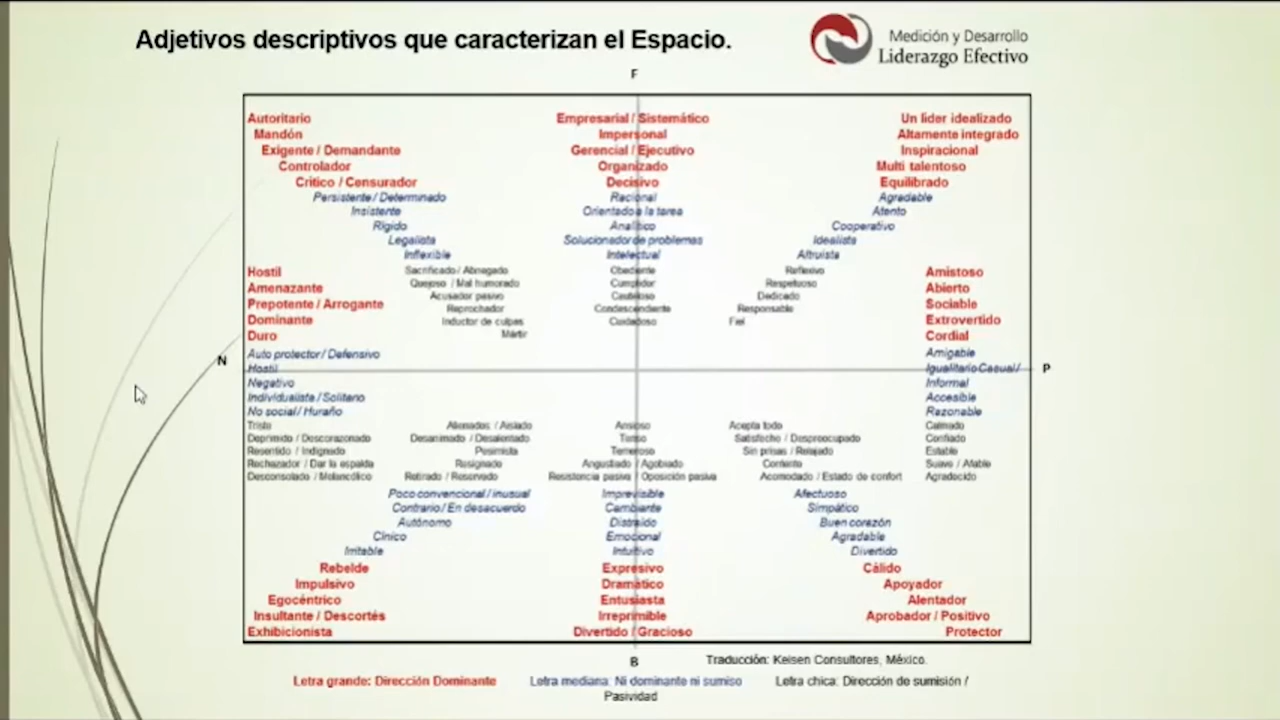 Adjetivos descriptivos que caracterizan el Espacio.
Medición y Desarrollo
Liderazgo Efectivo
F
Autoritario
Mandón
Exigente / Demandante
Controlador
Critico / Censurador
Persistente / Determinado
Insistente
Rígido
Legalista
Inflexible
Sacrificado / Abnegado
Quejoso / Mal humorado
Acusador pasivo
Reprochador
Inductor de culpas
Mártir
Empresarial / Sistemático
Impersonal
Gerencial / Ejecutivo
Organizado
Decisivo
Racional
Orientado a la tarea
Analítico
Solucionador de problemas
Intelectual
Obediente
Cumplidor
Cauteloso
Condescendiente
Cuidadoso
Un líder idealizado
Altamente integrado
Inspiracional
Multi talentoso
Equilibrado
Agradable
Atento
Cooperativo
Idealista
Altruista
Reflexivo
Respetuoso
Dedicado
Responsable
Fiel
Hostil
Amenazante
Prepotente / Arrogante
Dominante
Duro
Auto protector / Defensivo
Hostil
Negativo
Individualista / Solitario
No social / Huraño
Triste
Deprimido / Descorazonado
Resentido / Indignado
Rechazador / Dar la espalda
Desconsolado / Melancólico
N
P
Amistoso
Abierto
Sociable
Extrovertido
Cordial
Amigable
Igualitario Casual /
Informal
Accesible
Razonable
Calmado
Confiado
Estable
Suave / Afable
Agradecido
Alienados / Aislado
Desanimado / Desalentado
Pesimista
Resignado
Retirado / Reservado
Poco convencional / inusual
Contrario / En desacuerdo
Autónomo
Cínico
Irritable
Rebelde
Impulsivo
Egocéntrico
Insultante / Descortés
Exhibicionista
Ansioso
Tenso
Temeroso
Angustiado / Agobiado
Resistencia pasiva / Oposición pasiva
Imprevisible
Cambiante
Distraído
Emocional
Intuitivo
Expresivo
Dramático
Entusiasta
Irreprimible
Divertido / Gracioso
Acepta todo
Satisfecho / Despreocupado
Sin prisas / Relajado
Contento
Acomodado / Estado de confort
Afectuoso
Simpático
Buen corazón
Agradable
Divertido
Cálido
Apoyador
Alentador
Aprobador / Positivo
Protector
B
Traducción: Keisen Consultores, México.
Letra grande: Dirección Dominante
Letra mediana: Ni dominante ni sumiso
Letra chica: Dirección de sumisión /
Pasividad